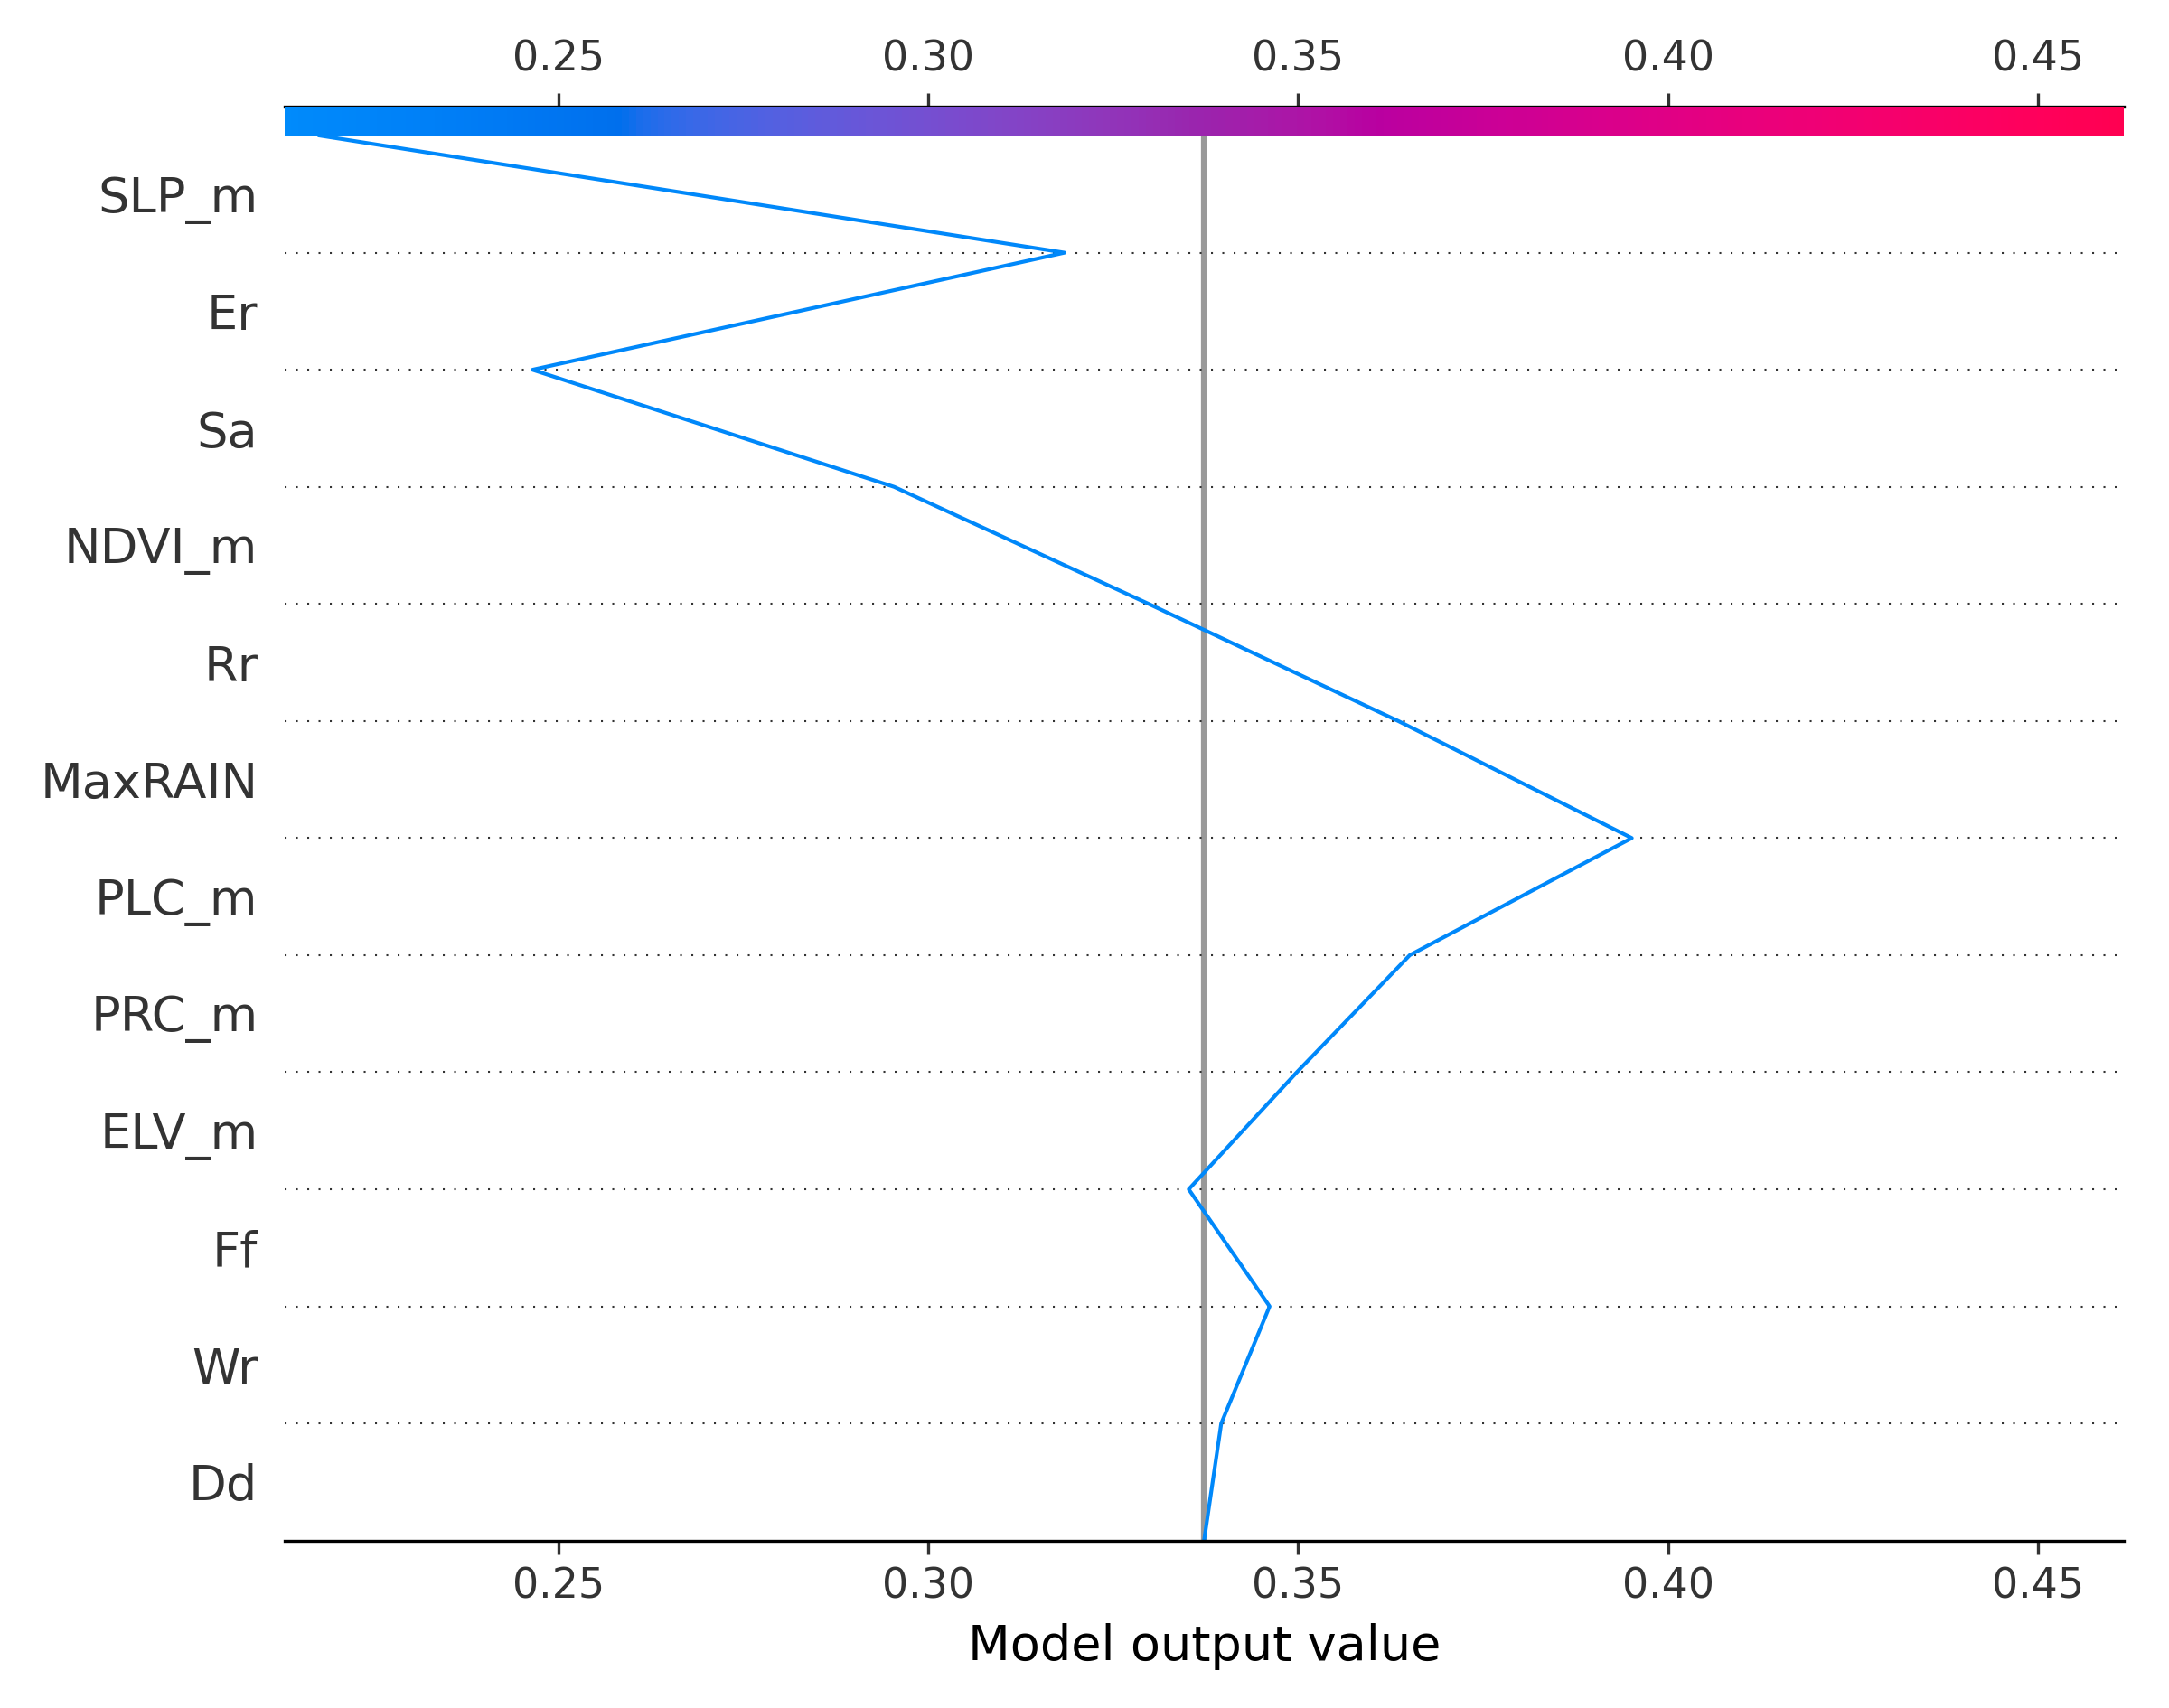 0.25 0.30 0.35 0.40 0.45
SLP_m
Er
Sa
NDVI_m
Rr
MaxRAIN
PLC_m
PRC_m
ELV_m
Ff
Wr
Dd
0.25 0.30 0.35 0.40 0.45
Model output value